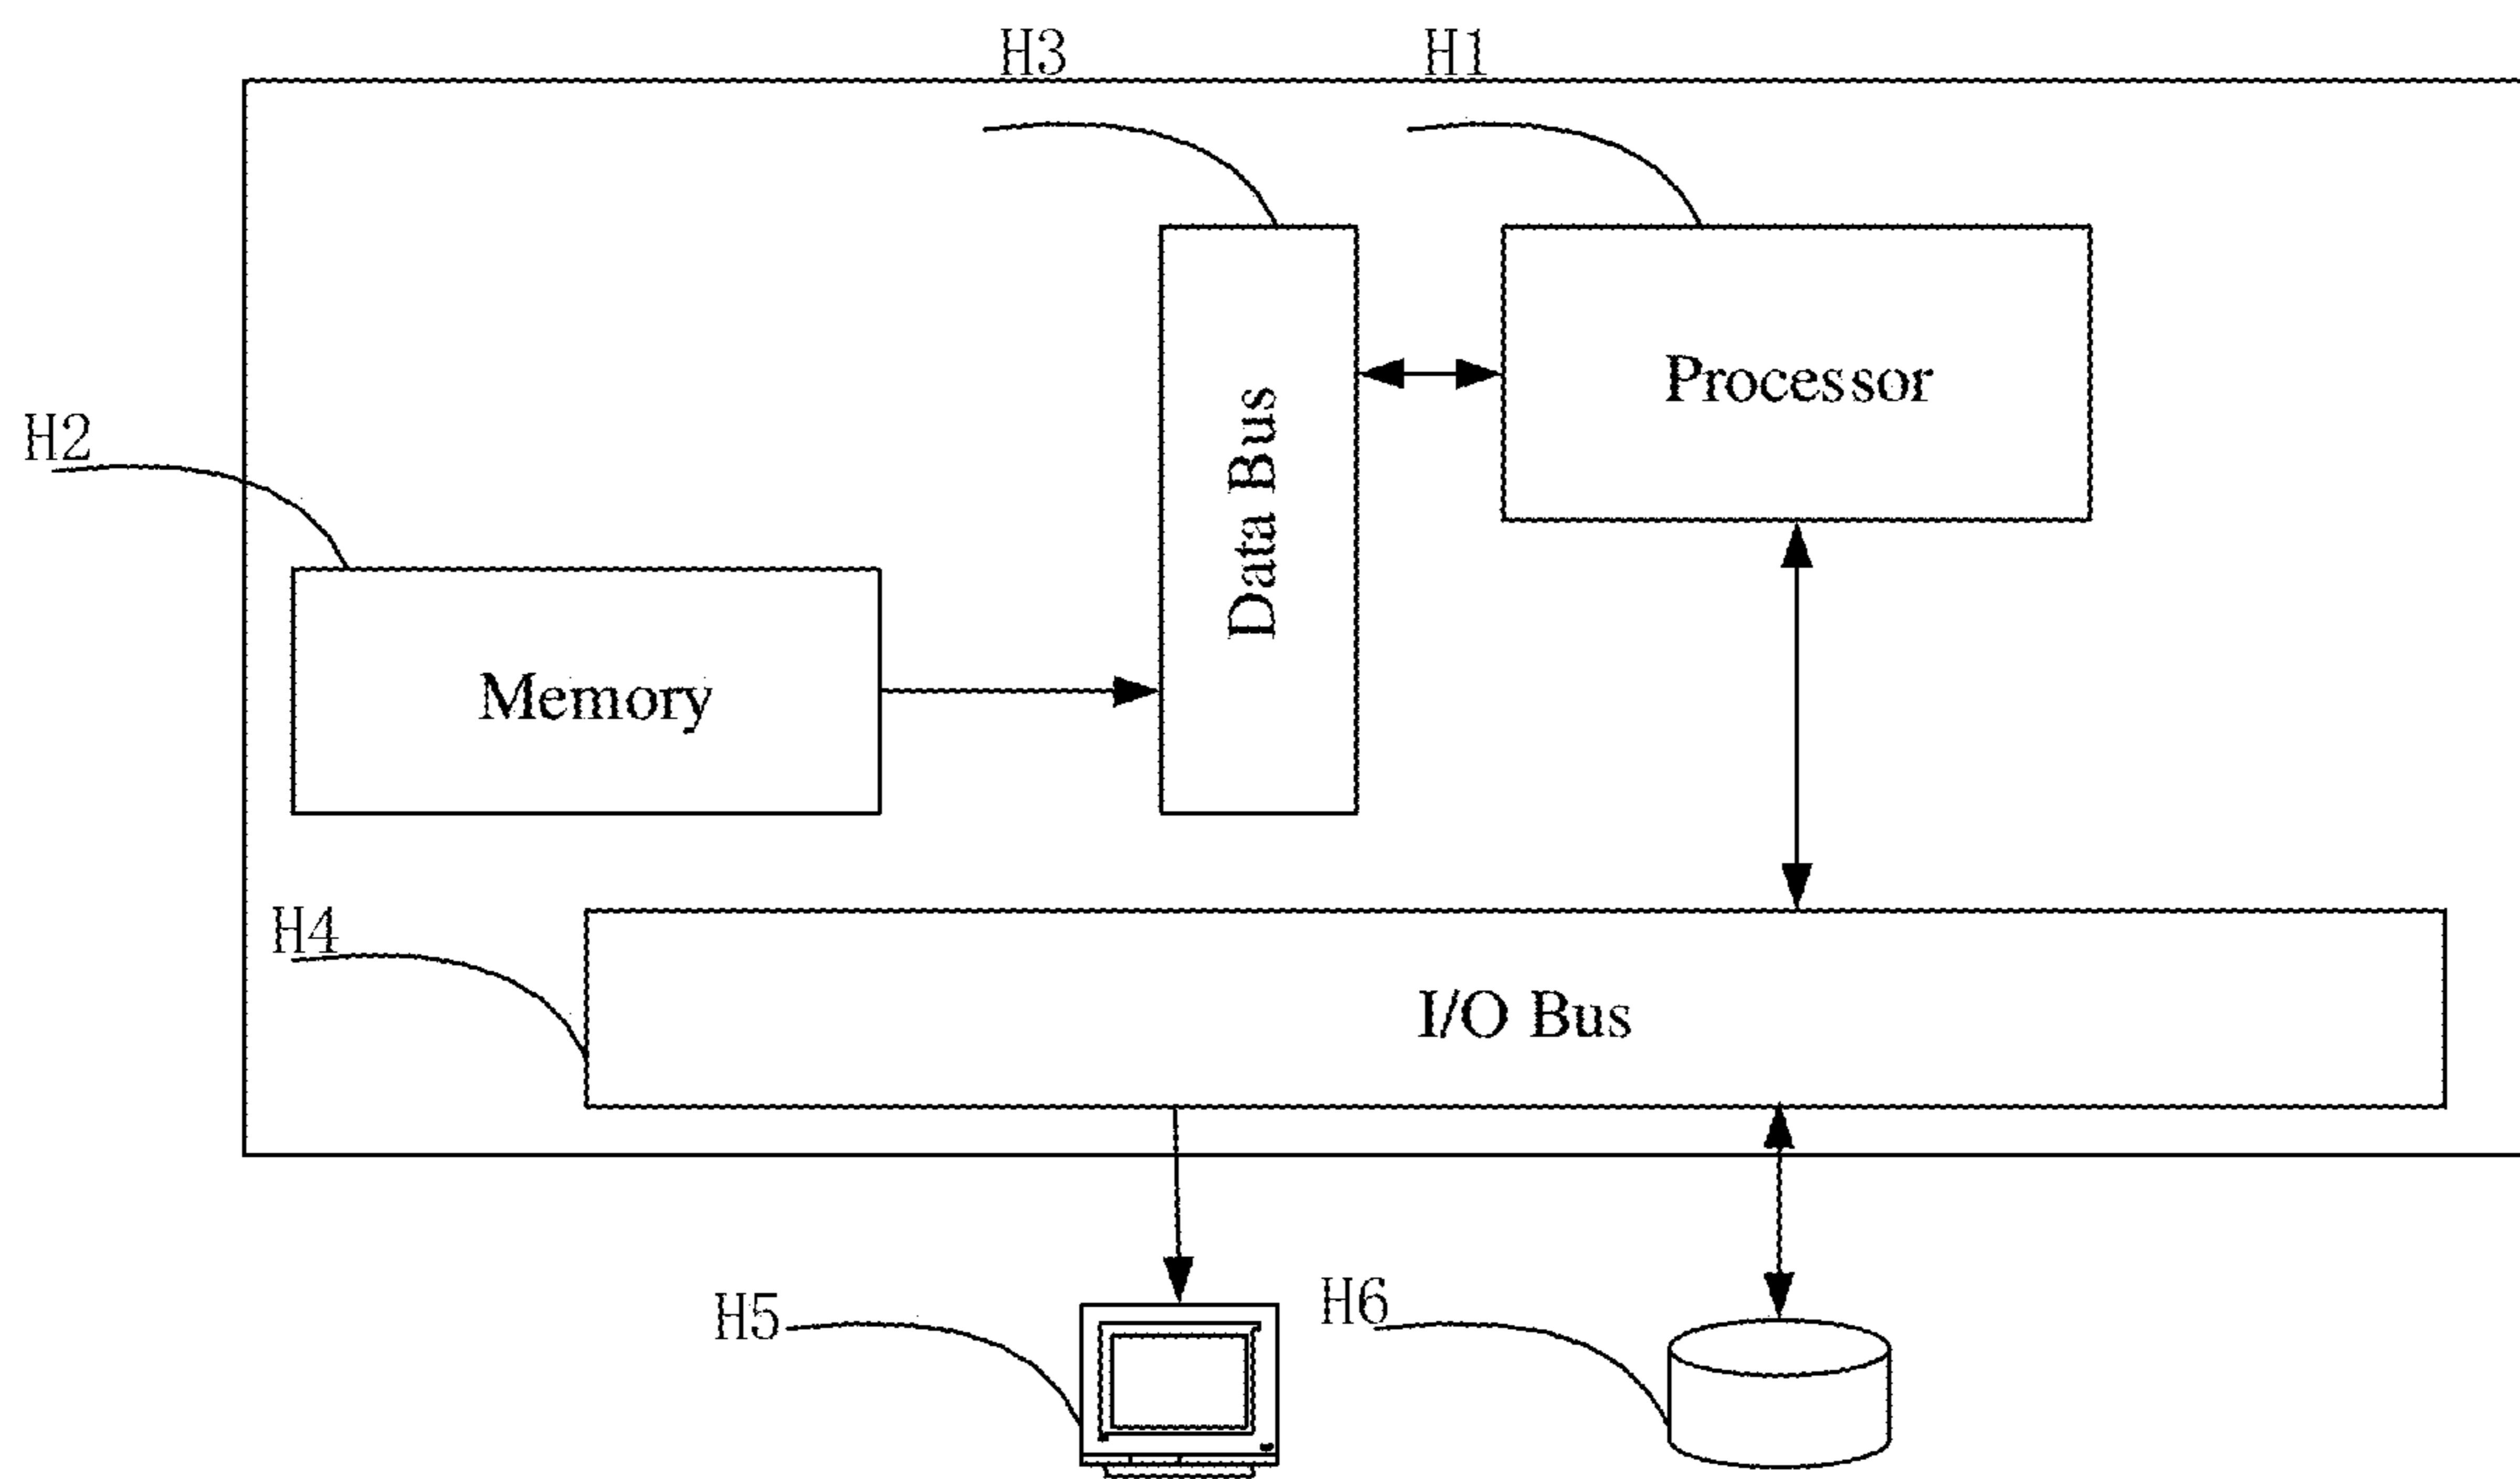 H3
H1
Processor
H2
Data Bus
Memory
H4
I/O Bus
H5
H6